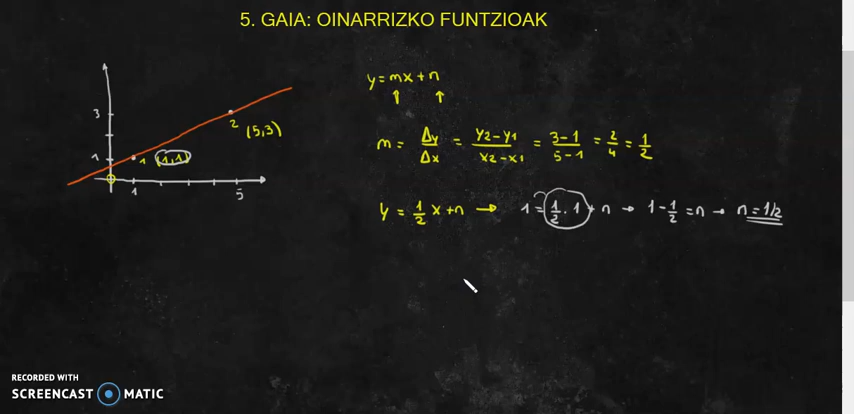 5. GAIA: OINARRIZKO FUNTZIOAK
y = mx + n
3
2 (5,3)
m = Δy/Δx = y2-y1/x2-x1 = 3-1/5-1 = 2/4 = 1/2
1
1 (1,1)
1
5
y = 1/2 x + n → 1 = 1/2 · 1 + n → 1 - 1/2 = n → n = 1/2
RECORDED WITH
SCREENCAST MATIC